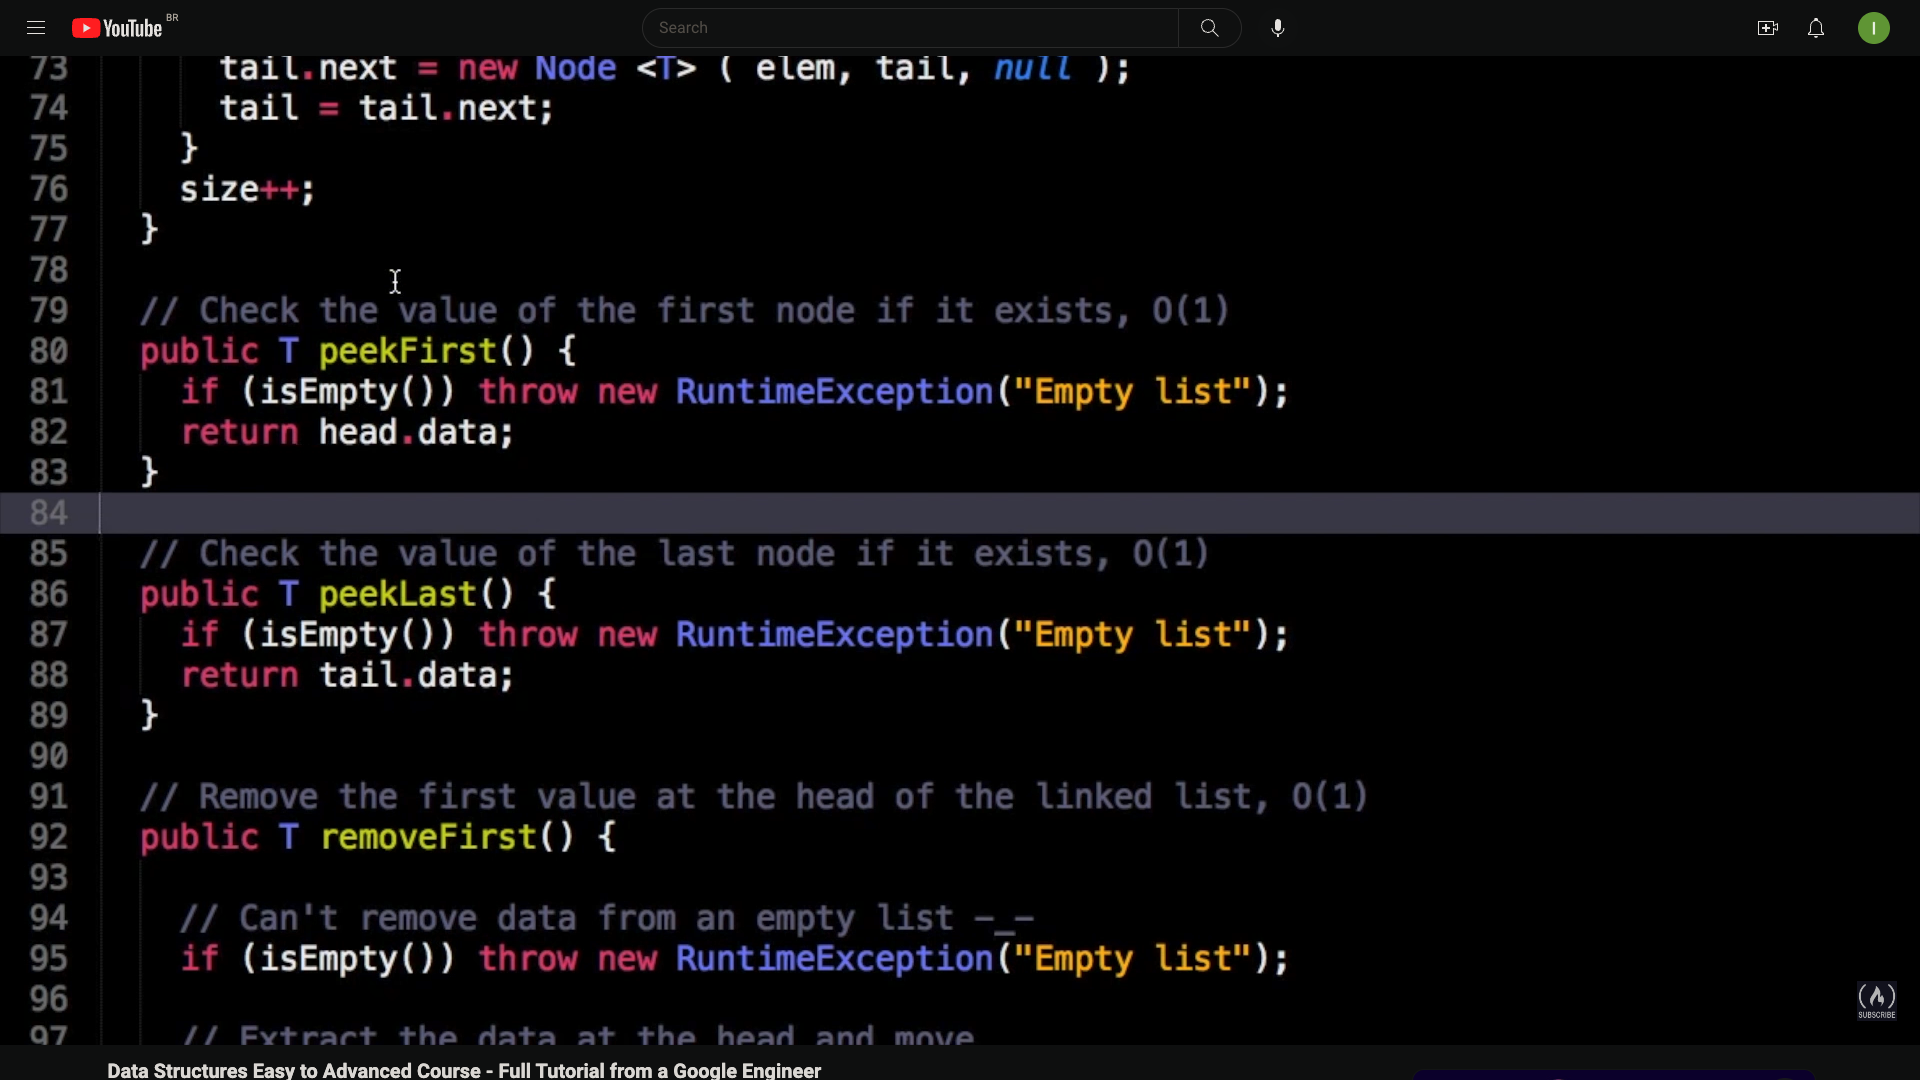 YouTube BR
Search
I
73 tail.next = new Node <T> ( elem, tail, null );
74 tail = tail.next;
75 }
76 size++;
77 }
78
79 // Check the value of the first node if it exists, O(1)
80 public T peekFirst() {
81 if (isEmpty()) throw new RuntimeException("Empty list");
82 return head.data;
83 }
84
85 // Check the value of the last node if it exists, O(1)
86 public T peekLast() {
87 if (isEmpty()) throw new RuntimeException("Empty list");
88 return tail.data;
89 }
90
91 // Remove the first value at the head of the linked list, O(1)
92 public T removeFirst() {
93
94 // Can't remove data from an empty list -_-
95 if (isEmpty()) throw new RuntimeException("Empty list");
96
97 // Extract the data at the head and move
SUBSCRIBE
Data Structures Easy to Advanced Course - Full Tutorial from a Google Engineer